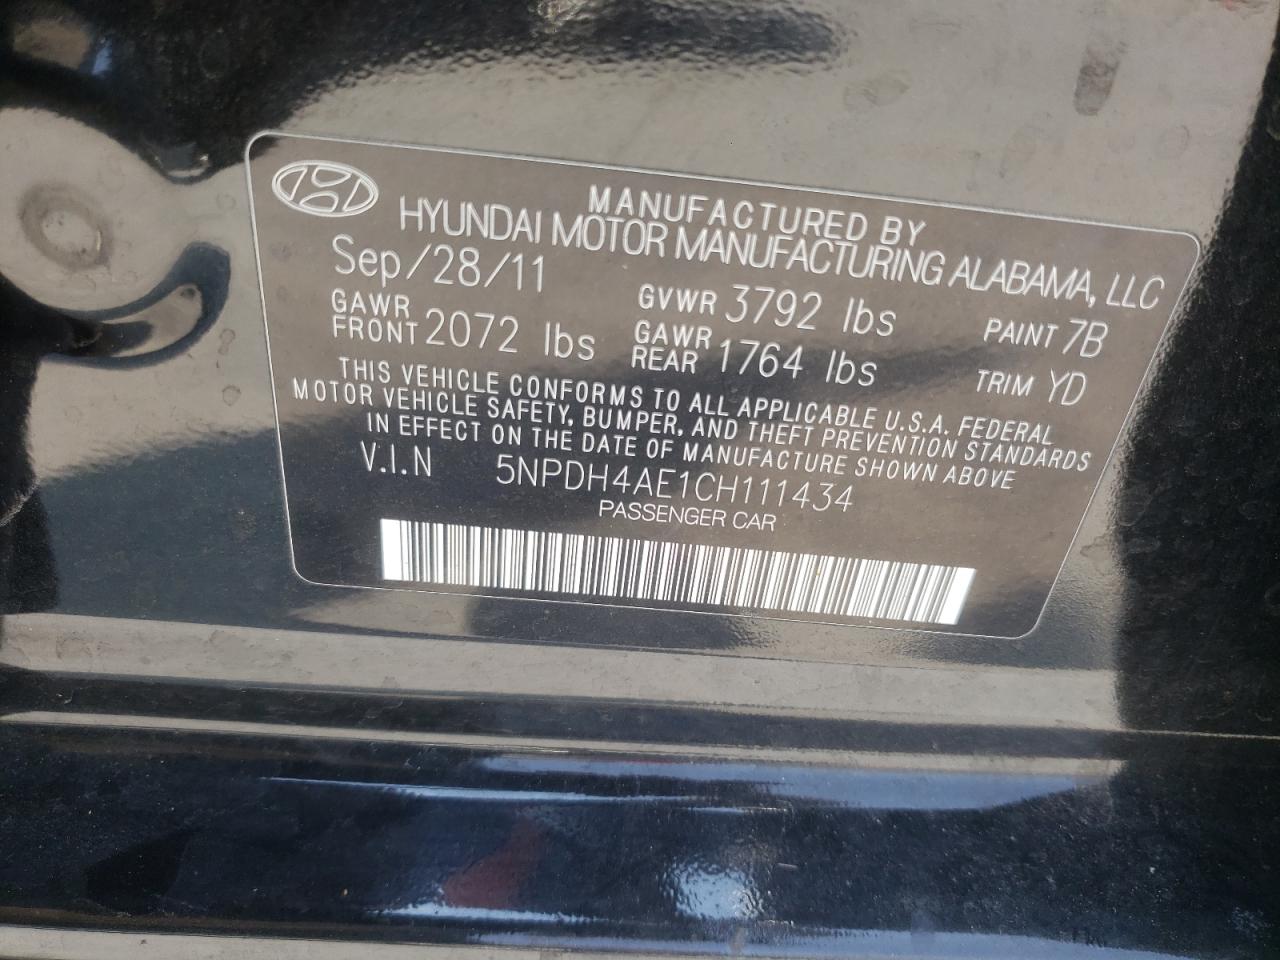 MANUFACTURED BY
HYUNDAI MOTOR MANUFACTURING ALABAMA, LLC
Sep/28/11 GVWR 3792 lbs PAINT 7B
GAWR FRONT 2072 lbs GAWR REAR 1764 lbs TRIM YD
THIS VEHICLE CONFORMS TO ALL APPLICABLE U.S.A. FEDERAL
MOTOR VEHICLE SAFETY, BUMPER, AND THEFT PREVENTION STANDARDS
IN EFFECT ON THE DATE OF MANUFACTURE SHOWN ABOVE
V.I.N 5NPDH4AE1CH111434
PASSENGER CAR